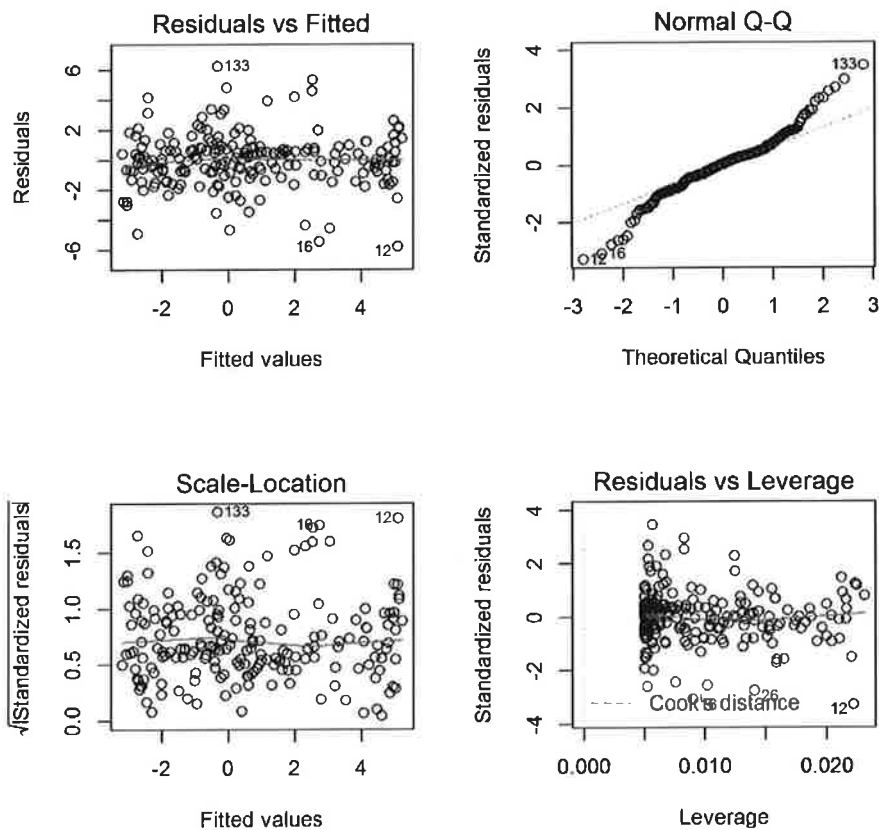 Residuals vs Fitted
Residuals
6
2
-2
-6
133
16
12
-2 0 2 4
Fitted values
Normal Q-Q
Standardized residuals
4
2
0
-2
133
12 16
-3 -2 -1 0 1 2 3
Theoretical Quantiles
Scale-Location
√|Standardized residuals|
1.5
1.0
0.5
0.0
133
16
12
-2 0 2 4
Fitted values
Residuals vs Leverage
Standardized residuals
4
2
0
-2
-4
Cook's distance
26
12
0.000 0.010 0.020
Leverage